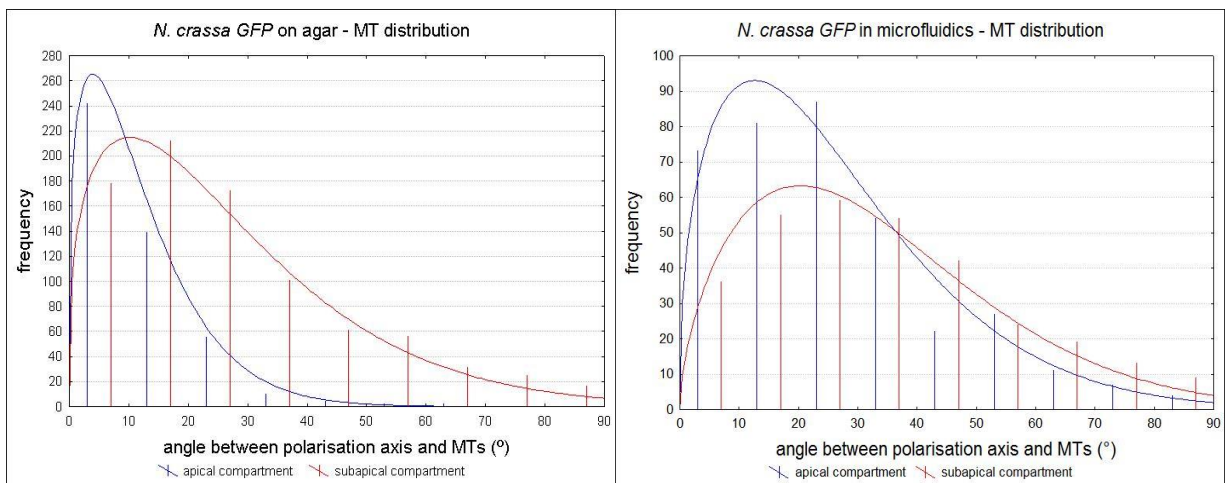 N. crassa GFP on agar - MT distribution
280
260
240
220
200
180
160
140
120
100
80
60
40
20
0
frequency
0 10 20 30 40 50 60 70 80 90
angle between polarisation axis and MTs (º)
apical compartment subapical compartment
N. crassa GFP in microfluidics - MT distribution
100
90
80
70
60
50
40
30
20
10
0
frequency
0 10 20 30 40 50 60 70 80 90
angle between polarisation axis and MTs (°)
apical compartment subapical compartment